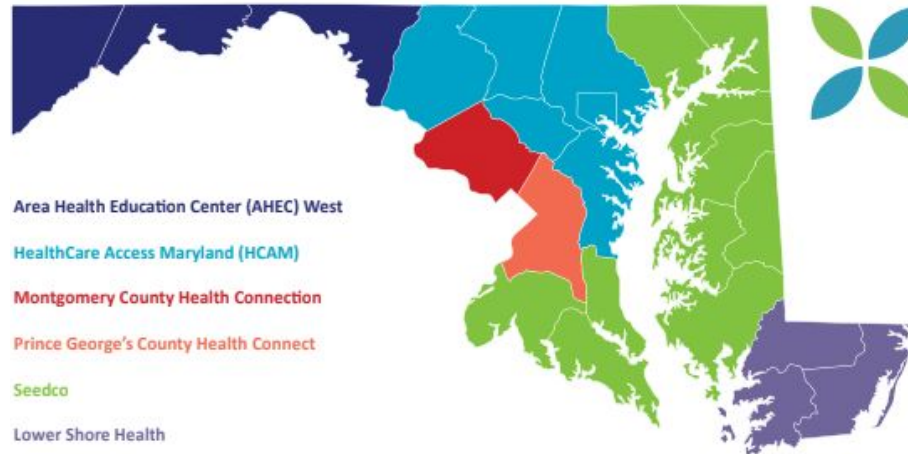 Area Health Education Center (AHEC) West
HealthCare Access Maryland (HCAM)
Montgomery County Health Connection
Prince George's County Health Connect
Seedco
Lower Shore Health